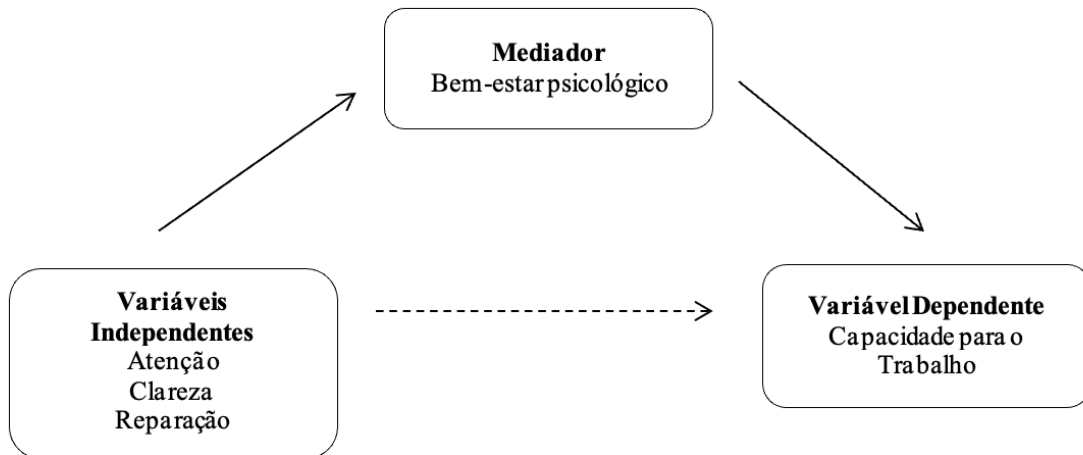 Mediador
Bem-estar psicológico
Variáveis
Independentes
Atenção
Clareza
Reparação
Variável Dependente
Capacidade para o
Trabalho